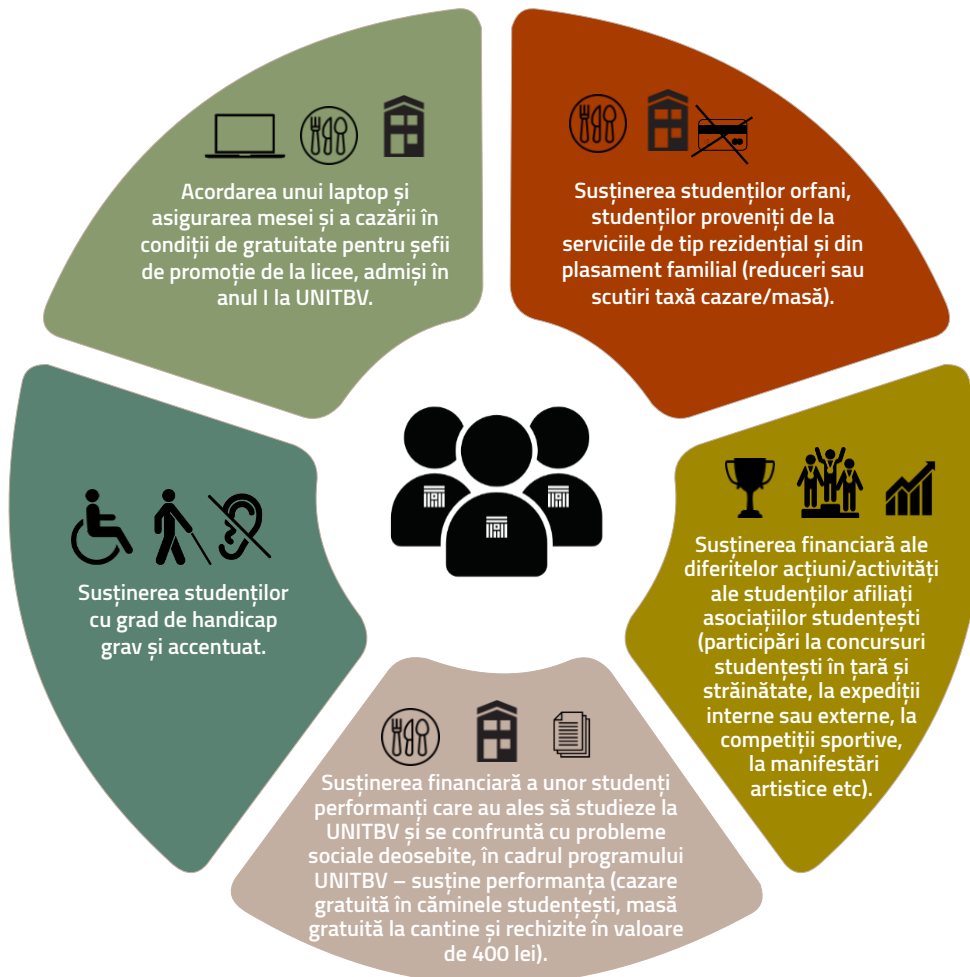 Acordarea unui laptop și
asigurarea mesei și a cazării în
condiții de gratuitate pentru șefii
de promoție de la licee, admiși în
anul I la UNITBV.
Susținerea studenților orfani,
studenților proveniți de la
serviciile de tip rezidențial și din
plasament familial (reduceri sau
scutiri taxă cazare/masă).
Susținerea studenților
cu grad de handicap
grav și accentuat.
Susținerea financiară ale
diferitelor acțiuni/activități
ale studenților afiliați
asociațiilor studențești
(participări la concursuri
studențești în țară și
străinătate, la expediții
interne sau externe, la
competiții sportive,
la manifestări
artistice etc).
Susținerea financiară a unor studenți
performanți care au ales să studieze la
UNITBV și se confruntă cu probleme
sociale deosebite, în cadrul programului
UNITBV – susține performanța (cazare
gratuită în căminele studențești, masă
gratuită la cantine și rechizite în valoare
de 400 lei).